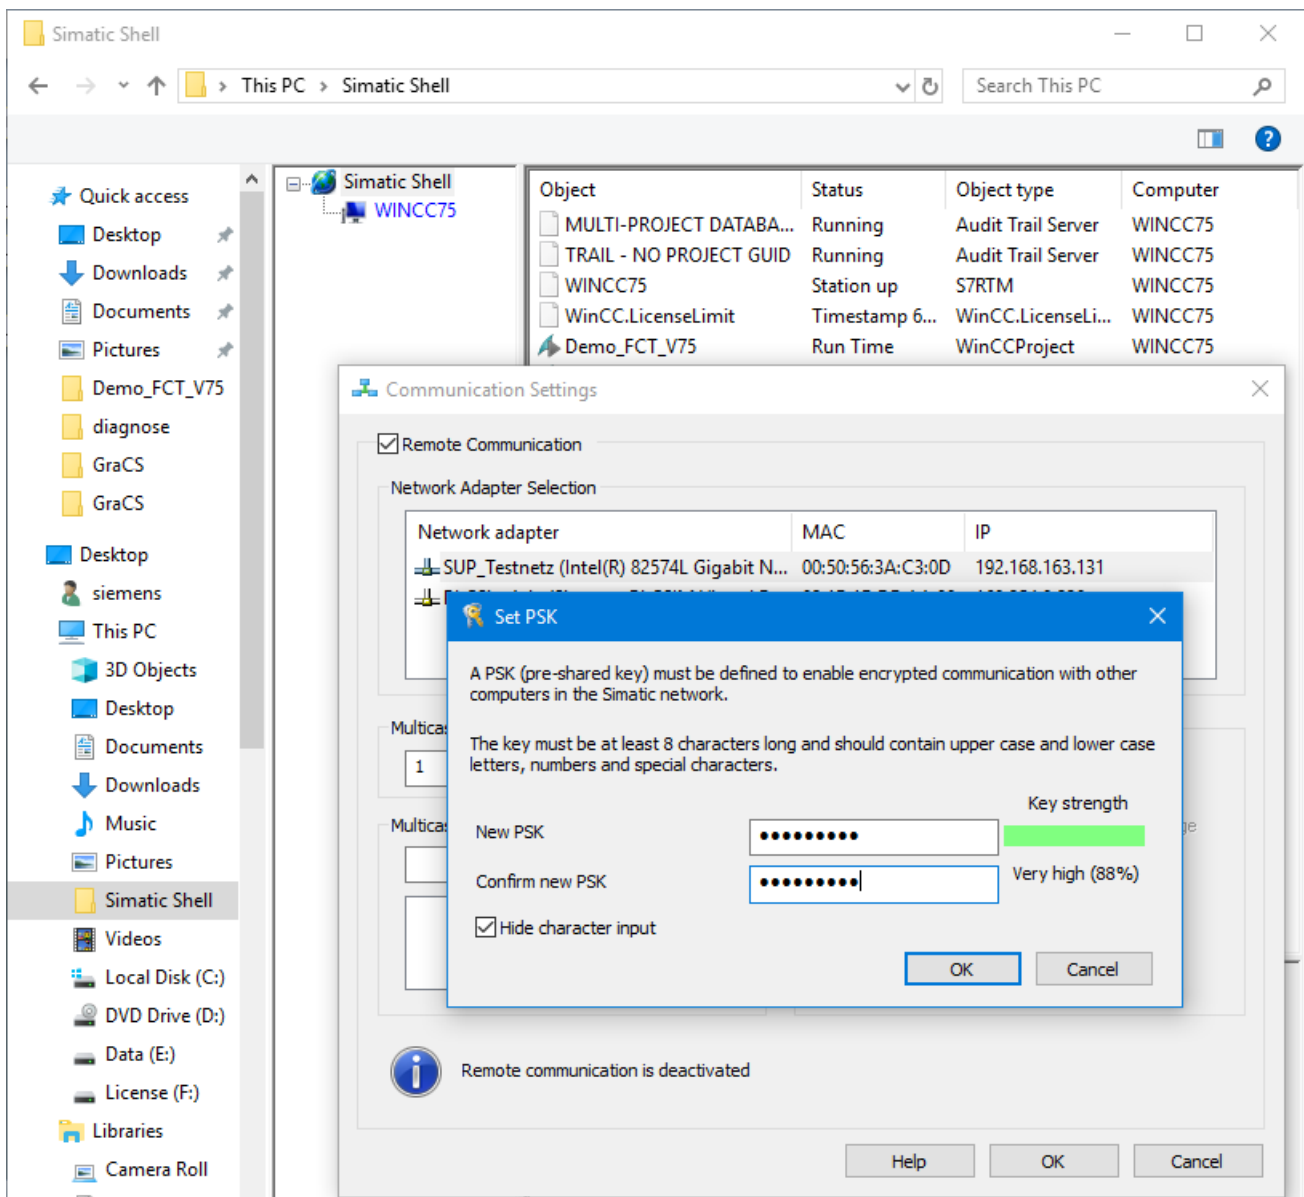 Simatic Shell
This PC > Simatic Shell
Search This PC
Quick access
Desktop
Downloads
Documents
Pictures
Demo_FCT_V75
diagnose
GraCS
GraCS
Desktop
siemens
This PC
3D Objects
Desktop
Documents
Downloads
Music
Pictures
Simatic Shell
Videos
Local Disk (C:)
DVD Drive (D:)
Data (E:)
License (F:)
Libraries
Camera Roll
Simatic Shell
WINCC75
Object Status Object type Computer
MULTI-PROJECT DATABA... Running Audit Trail Server WINCC75
TRAIL - NO PROJECT GUID Running Audit Trail Server WINCC75
WINCC75 Station up S7RTM WINCC75
WinCC.LicenseLimit Timestamp 6... WinCC.LicenseLi... WINCC75
Demo_FCT_V75 Run Time WinCCProject WINCC75
Communication Settings
Remote Communication
Network Adapter Selection
Network adapter MAC IP
SUP_Testnetz (Intel(R) 82574L Gigabit N... 00:50:56:3A:C3:0D 192.168.163.131
Set PSK
A PSK (pre-shared key) must be defined to enable encrypted communication with other
computers in the Simatic network.
The key must be at least 8 characters long and should contain upper case and lower case
letters, numbers and special characters.
Key strength
New PSK
Confirm new PSK
Very high (88%)
Hide character input
OK Cancel
1
Remote communication is deactivated
Help OK Cancel